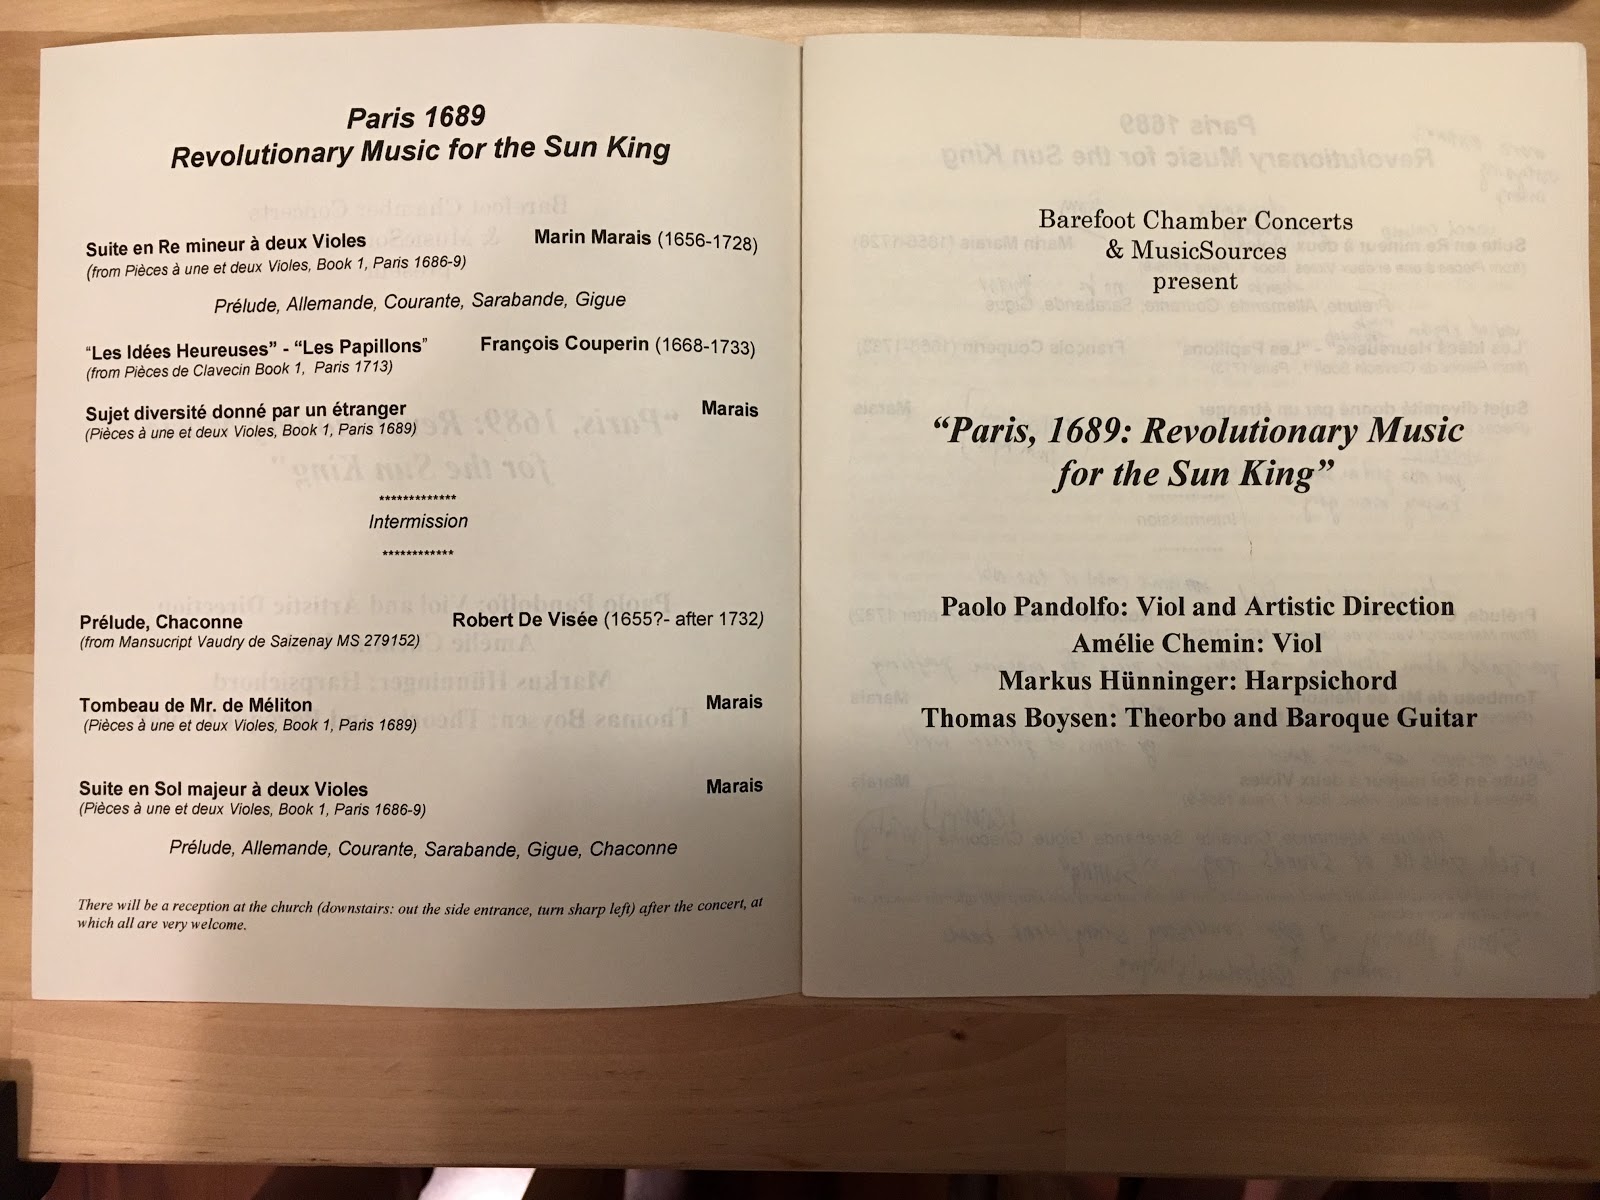 Paris 1689
Revolutionary Music for the Sun King
Suite en Re mineur à deux Violes Marin Marais (1656-1728)
(from Pièces à une et deux Violes, Book 1, Paris 1686-9)
Prélude, Allemande, Courante, Sarabande, Gigue
“Les Idées Heureuses” - “Les Papillons” François Couperin (1668-1733)
(from Pièces de Clavecin Book 1, Paris 1713)
Sujet diversité donné par un étranger Marais
(Pièces à une et deux Violes, Book 1, Paris 1689)
*************
Intermission
************
Prélude, Chaconne Robert De Visée (1655?- after 1732)
(from Mansucript Vaudry de Saizenay MS 279152)
Tombeau de Mr. de Méliton Marais
(Pièces à une et deux Violes, Book 1, Paris 1689)
Suite en Sol majeur à deux Violes Marais
(Pièces à une et deux Violes, Book 1, Paris 1686-9)
Prélude, Allemande, Courante, Sarabande, Gigue, Chaconne
There will be a reception at the church (downstairs: out the side entrance, turn sharp left) after the concert, at
which all are very welcome.
Barefoot Chamber Concerts
& MusicSources
present
“Paris, 1689: Revolutionary Music
for the Sun King”
Paolo Pandolfo: Viol and Artistic Direction
Amélie Chemin: Viol
Markus Hünninger: Harpsichord
Thomas Boysen: Theorbo and Baroque Guitar